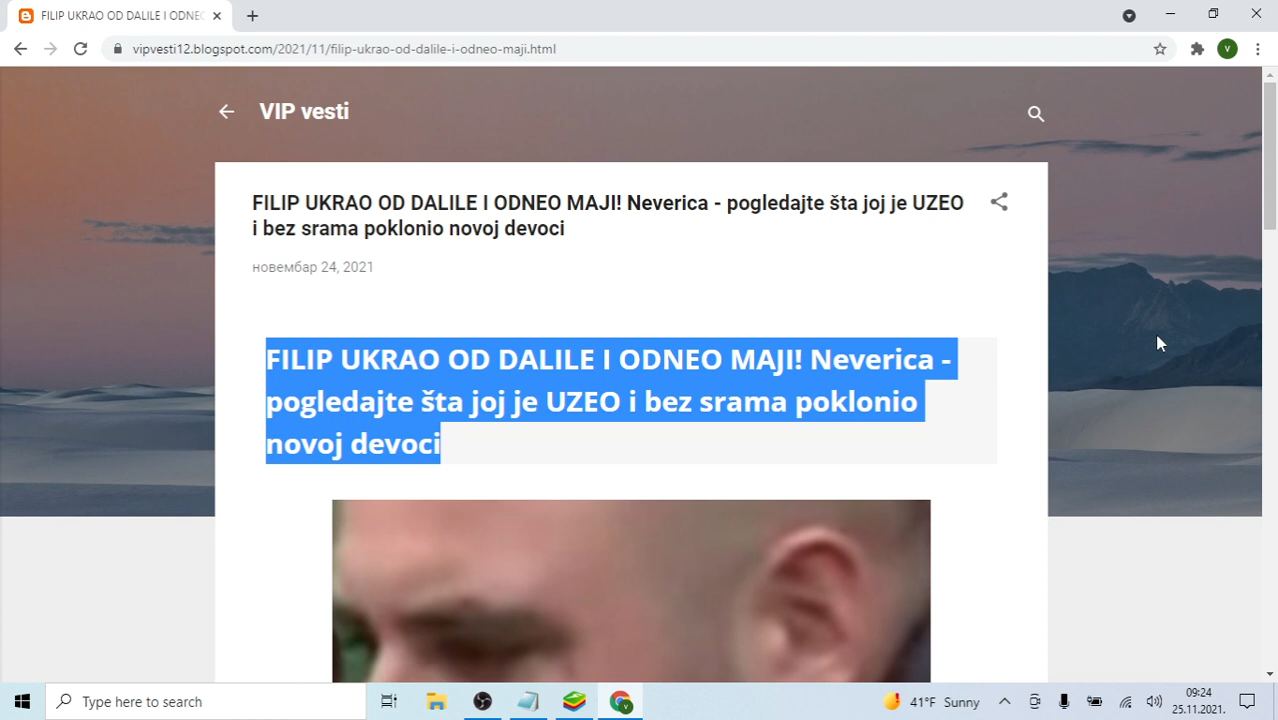 FILIP UKRAO OD DALILE I ODNEO
vipvesti12.blogspot.com/2021/11/filip-ukrao-od-dalile-i-odneo-maji.html
V
VIP vesti
FILIP UKRAO OD DALILE I ODNEO MAJI! Neverica - pogledajte šta joj je UZEO
i bez srama poklonio novoj devoci
новембар 24, 2021
FILIP UKRAO OD DALILE I ODNEO MAJI! Neverica -
pogledajte šta joj je UZEO i bez srama poklonio
novoj devoci
Type here to search
41°F Sunny
09:24
25.11.2021.